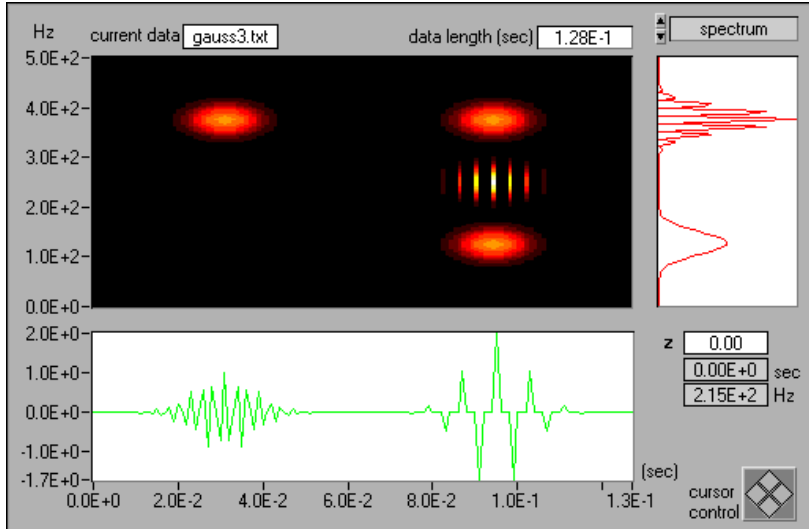 Hz current data gauss3.txt data length (sec) 1.28E-1 spectrum
5.0E+2
4.0E+2
3.0E+2
2.0E+2
1.0E+2
0.0E+0
2.0E+0
1.0E+0
0.0E+0
-1.0E+0
-1.7E+0
0.0E+0 2.0E-2 4.0E-2 6.0E-2 8.0E-2 1.0E-1 1.3E-1
(sec)
z 0.00
0.00E+0 sec
2.15E+2 Hz
cursor
control